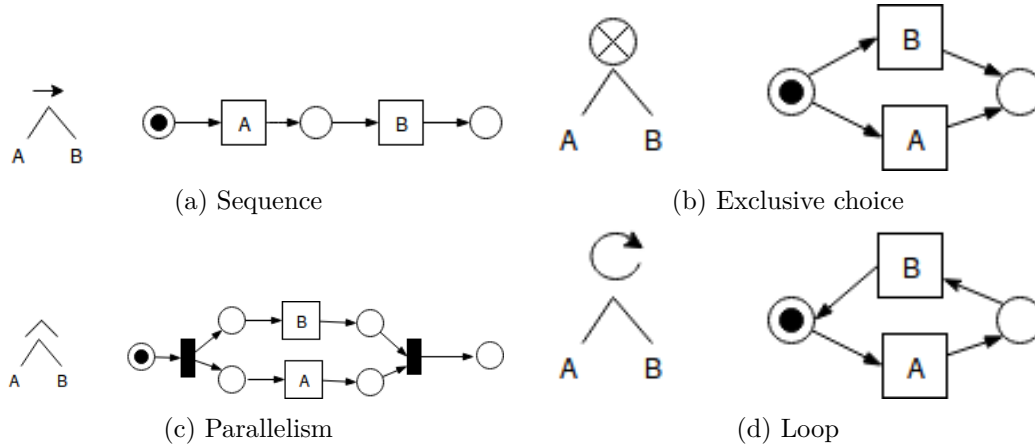 A B
A
B
(a) Sequence
A B
B
A
(b) Exclusive choice
A B
B
A
(c) Parallelism
A B
B
A
(d) Loop